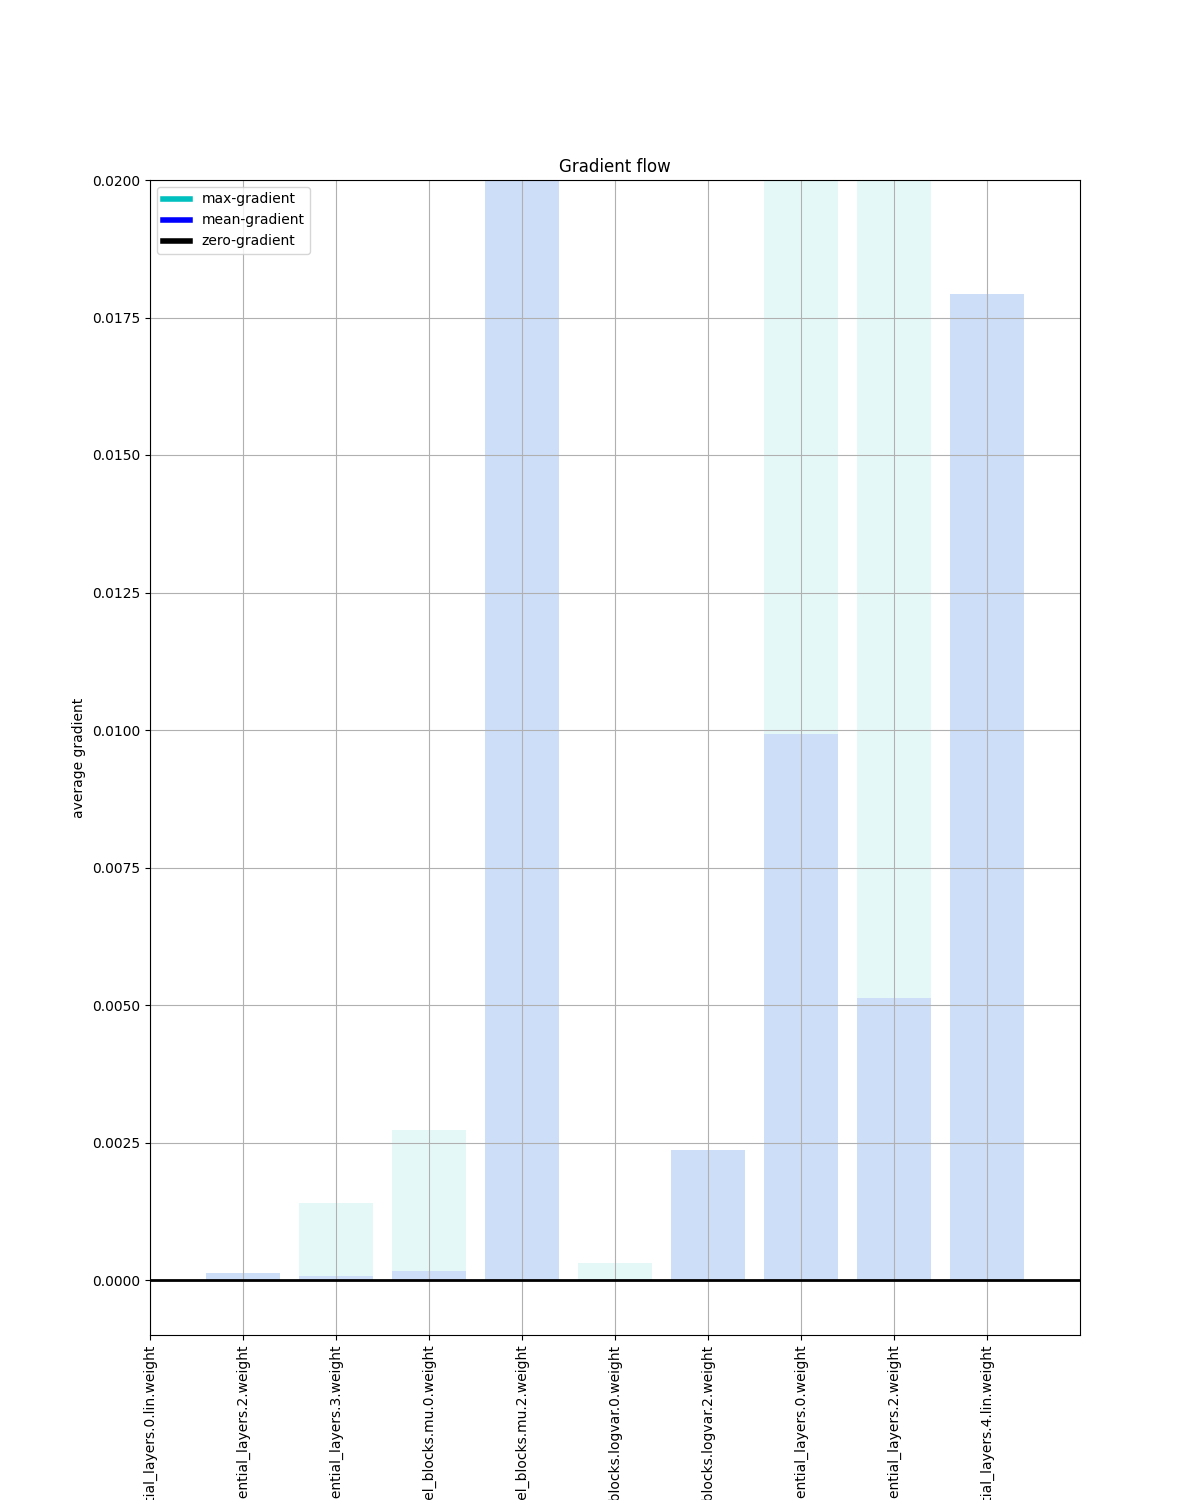 Gradient flow
max-gradient
mean-gradient
zero-gradient
0.0200
0.0175
0.0150
0.0125
0.0100
0.0075
0.0050
0.0025
0.0000
average gradient
tial_layers.0.lin.weight
ential_layers.2.weight
ential_layers.3.weight
el_blocks.mu.0.weight
el_blocks.mu.2.weight
blocks.logvar.0.weight
blocks.logvar.2.weight
ential_layers.0.weight
ential_layers.2.weight
tial_layers.4.lin.weight